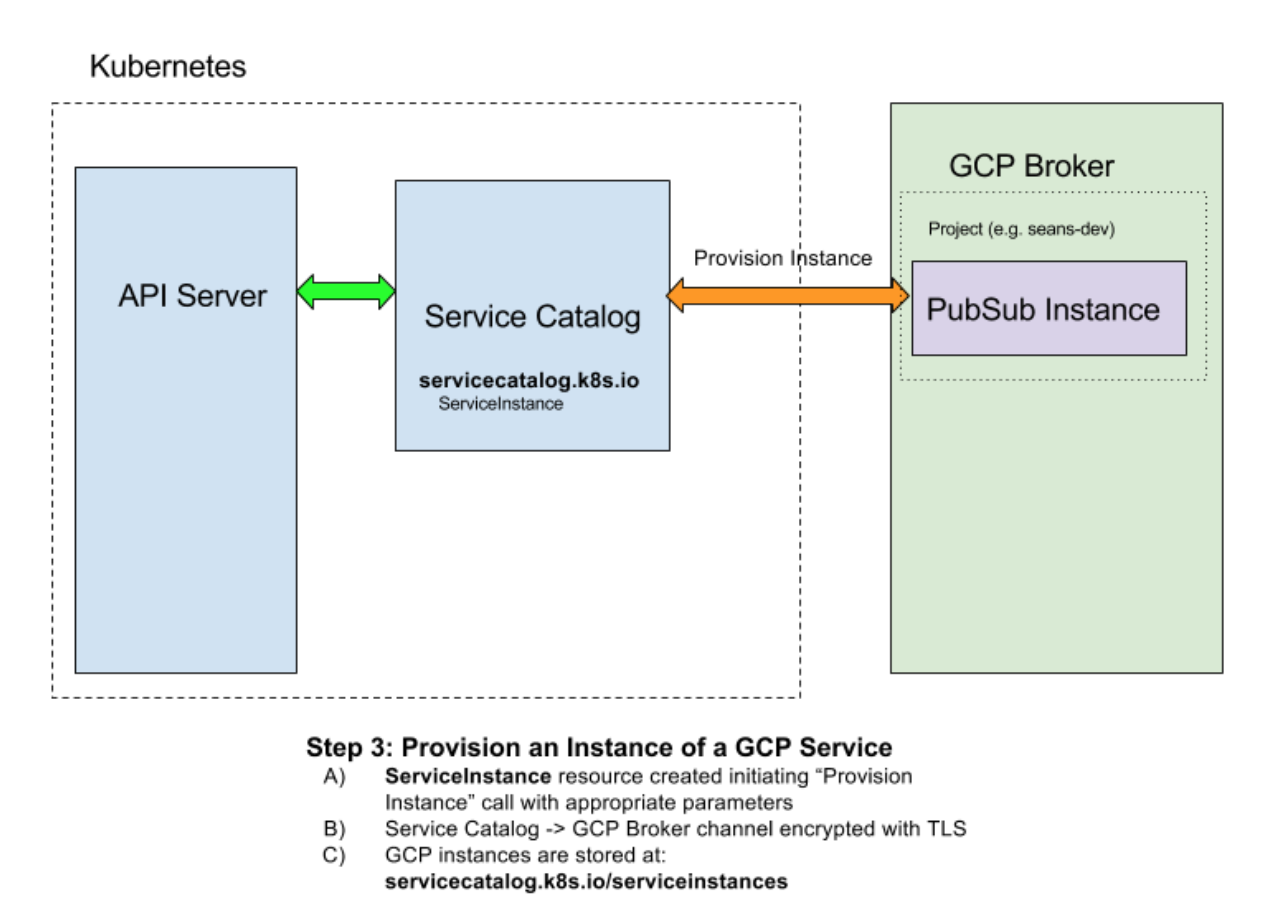 Kubernetes
GCP Broker
Project (e.g. seans-dev)
Provision Instance
API Server
PubSub Instance
Service Catalog
servicecatalog.k8s.io
ServiceInstance
Step 3: Provision an Instance of a GCP Service
A) ServiceInstance resource created initiating “Provision
Instance” call with appropriate parameters
B) Service Catalog -> GCP Broker channel encrypted with TLS
C) GCP instances are stored at:
servicecatalog.k8s.io/serviceinstances